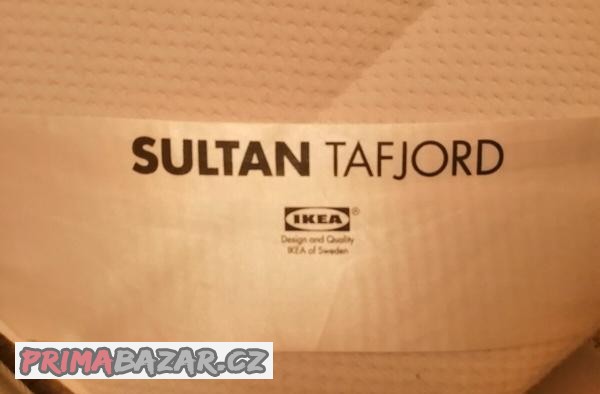 SULTAN TAFJORD
IKEA®
Design and Quality
IKEA of Sweden
PRIMABAZAR.CZ